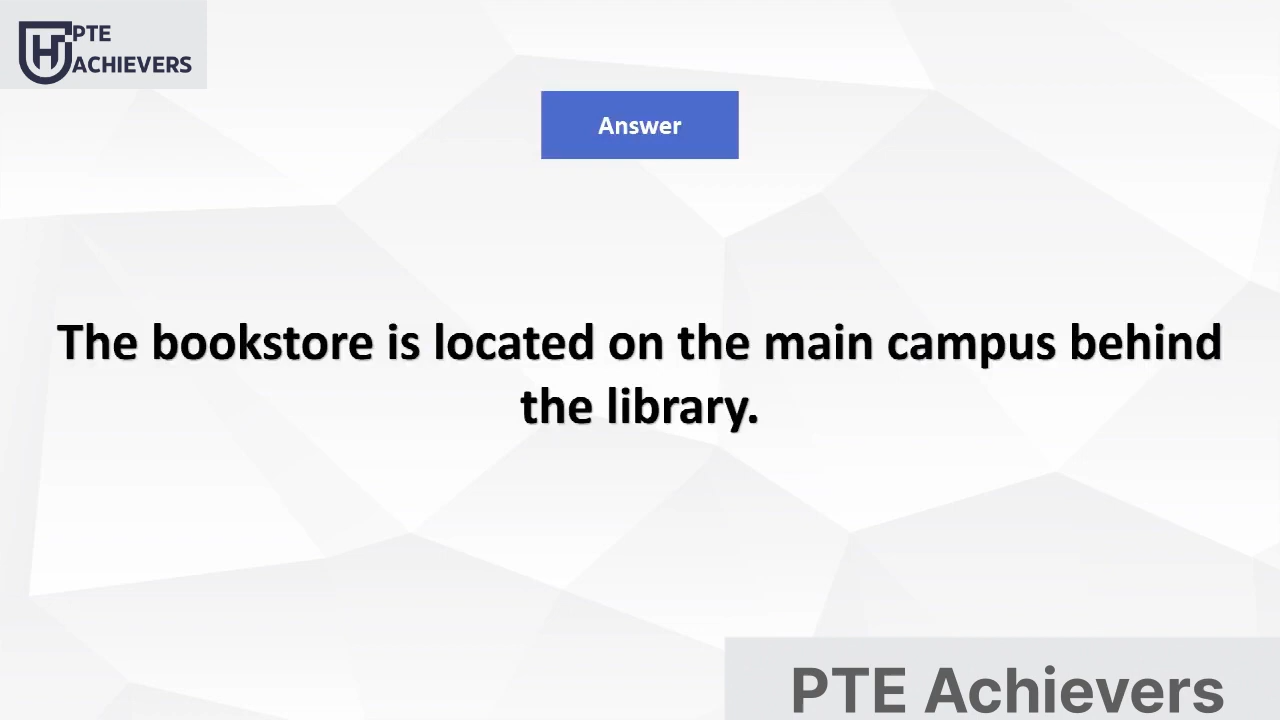 PTE
ACHIEVERS
Answer
The bookstore is located on the main campus behind
the library.
PTE Achievers